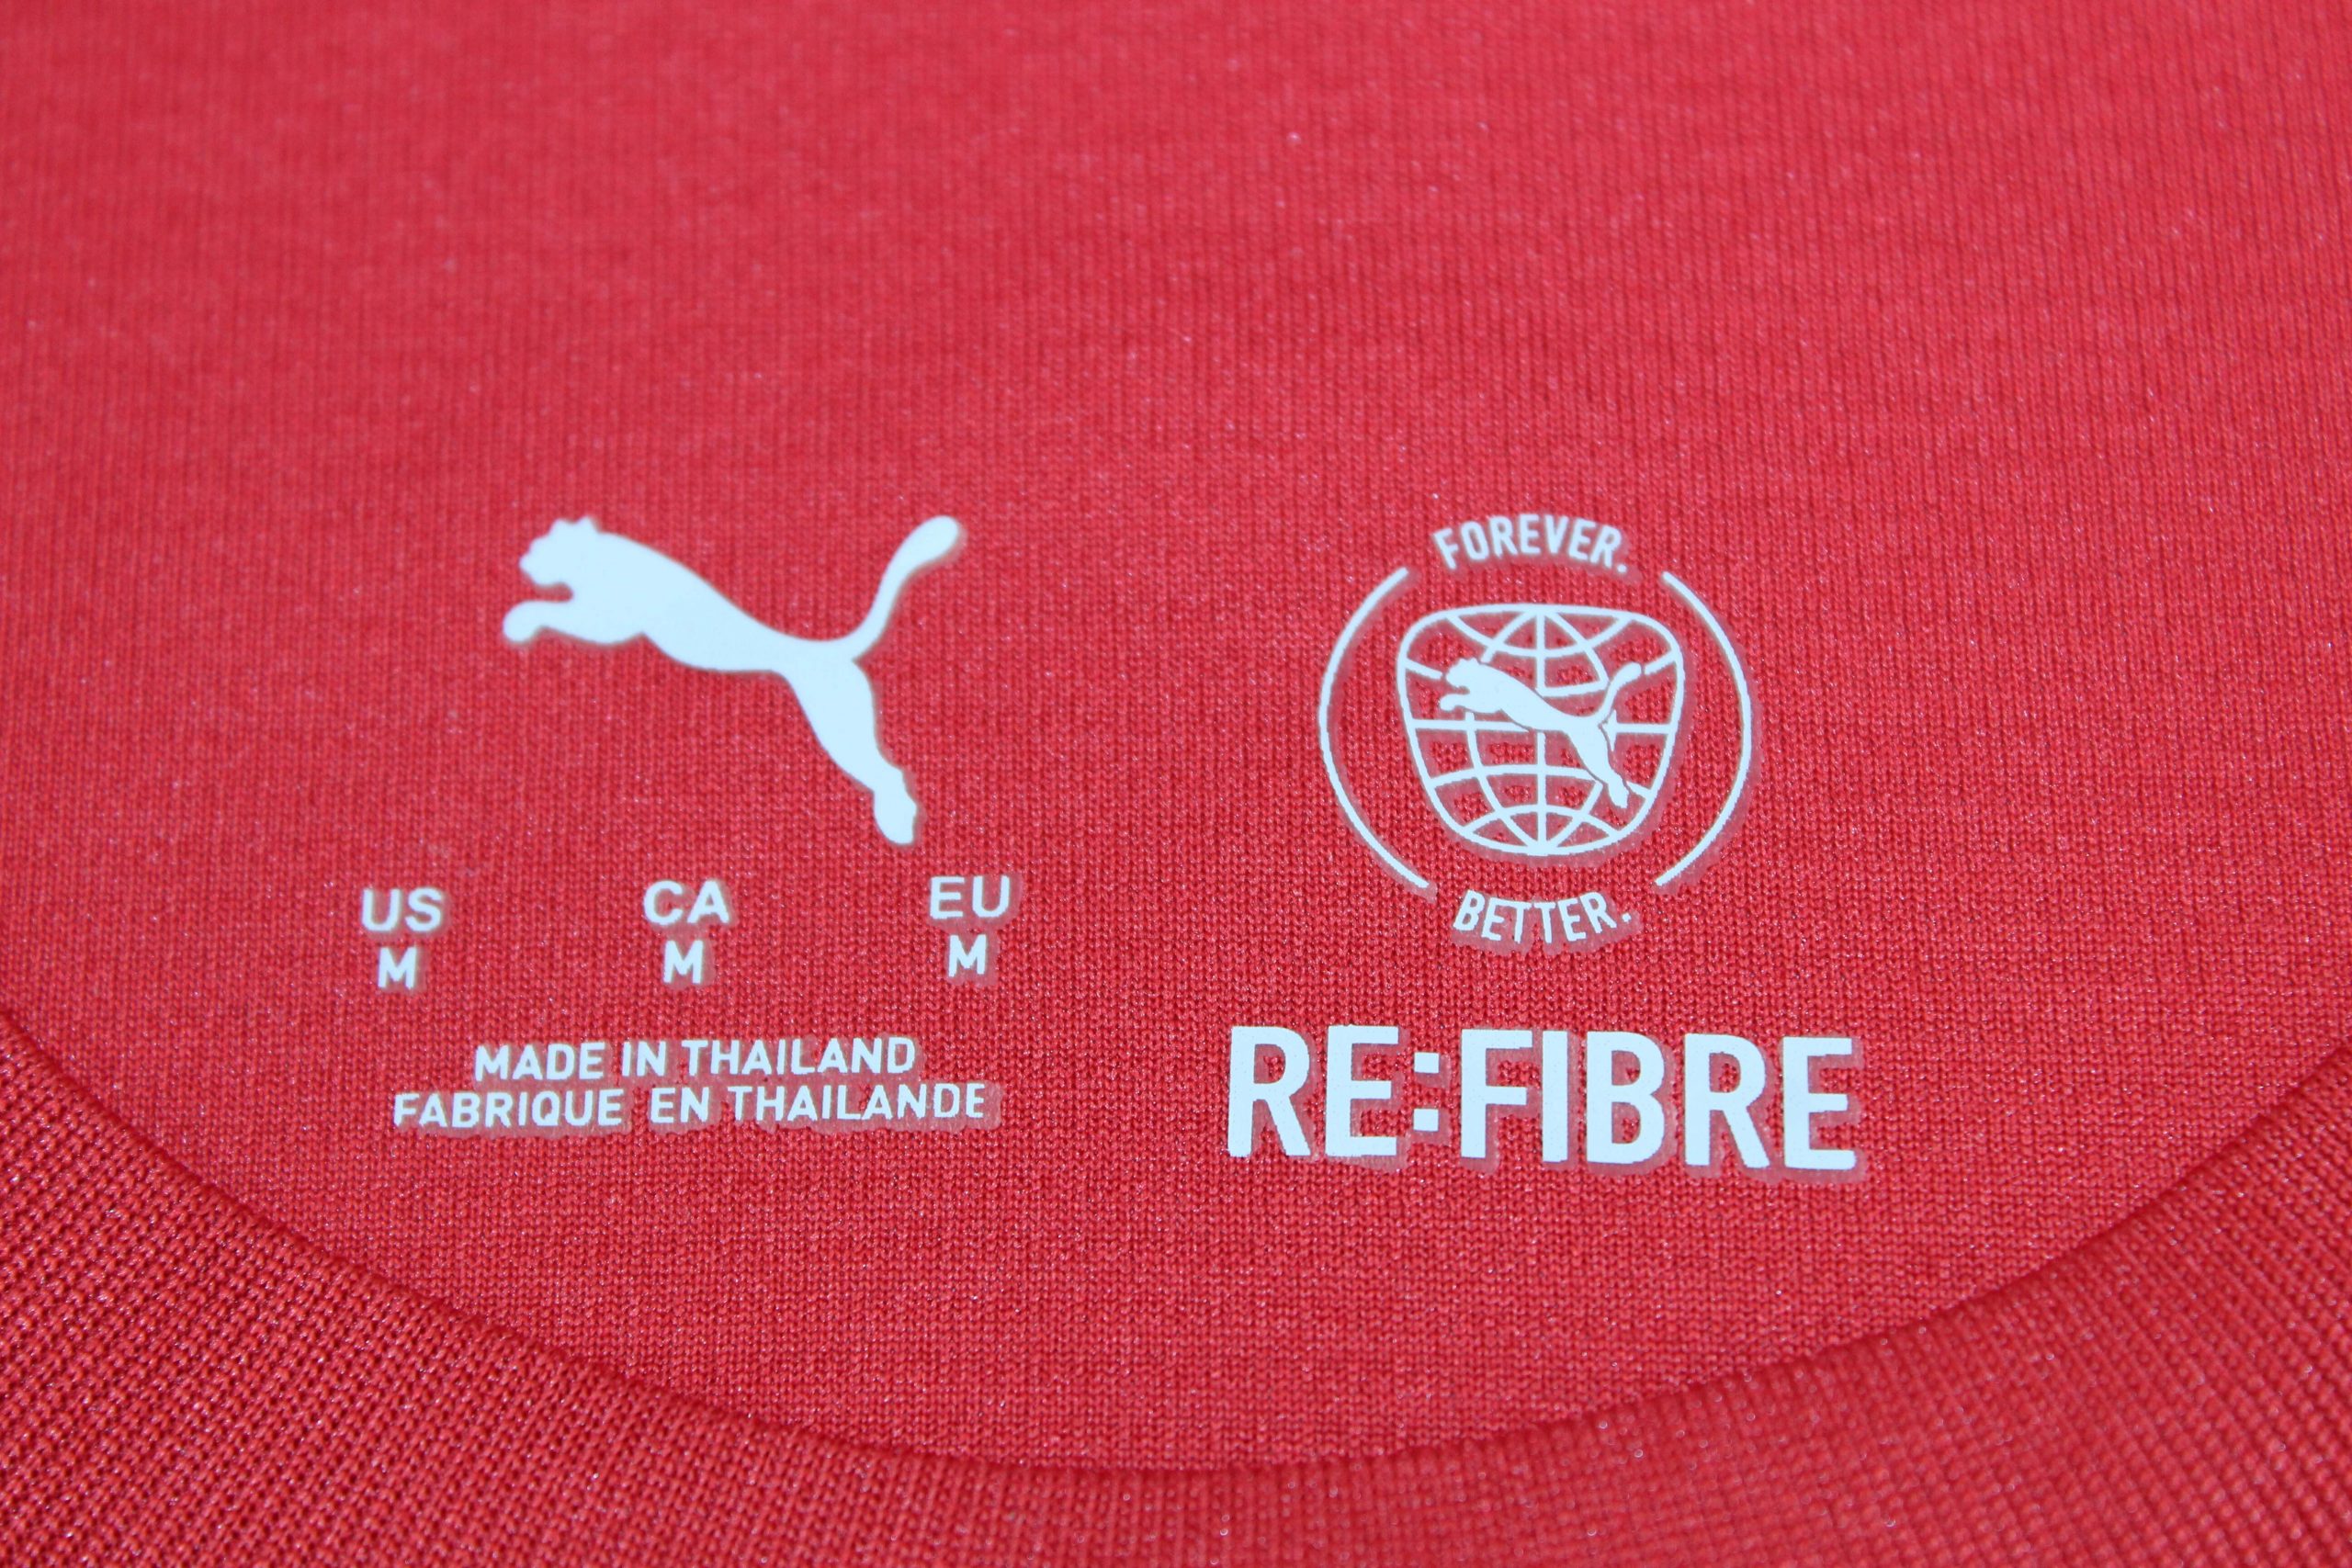 US CA EU
M M M
MADE IN THAILAND
FABRIQUE EN THAILANDE
FOREVER.
BETTER.
RE:FIBRE